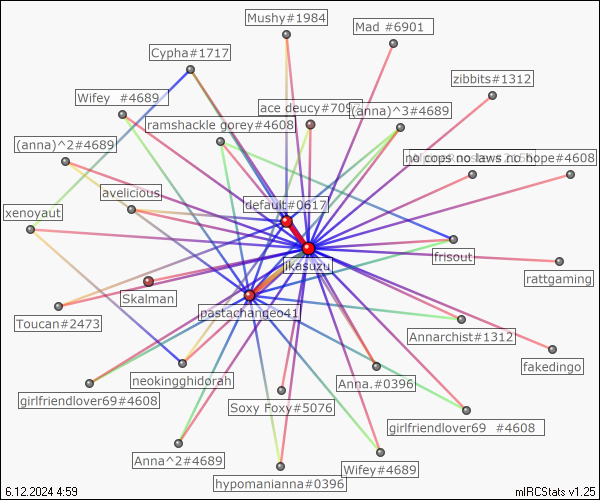 Mushy#1984
Mad #6901
Cypha#1717
zibbits#1312
Wifey #4689
ace deucy#709
(anna)^3#4689
ramshackle gorey#4608
(anna)^2#4689
no cops no laws no hope#4608
avelicious
default#0617
xenoyaut
frisout
ikasuzu
rattgaming
Skalman
pastachangeo41
Toucan#2473
Annarchist#1312
fakedingo
neokingghidorah
Anna.#0396
girlfriendlover69#4608
Soxy Foxy#5076
girlfriendlover69 #4608
Anna^2#4689
Wifey#4689
hypomanianna#0396
6.12.2024 4:59
mIRCStats v1.25